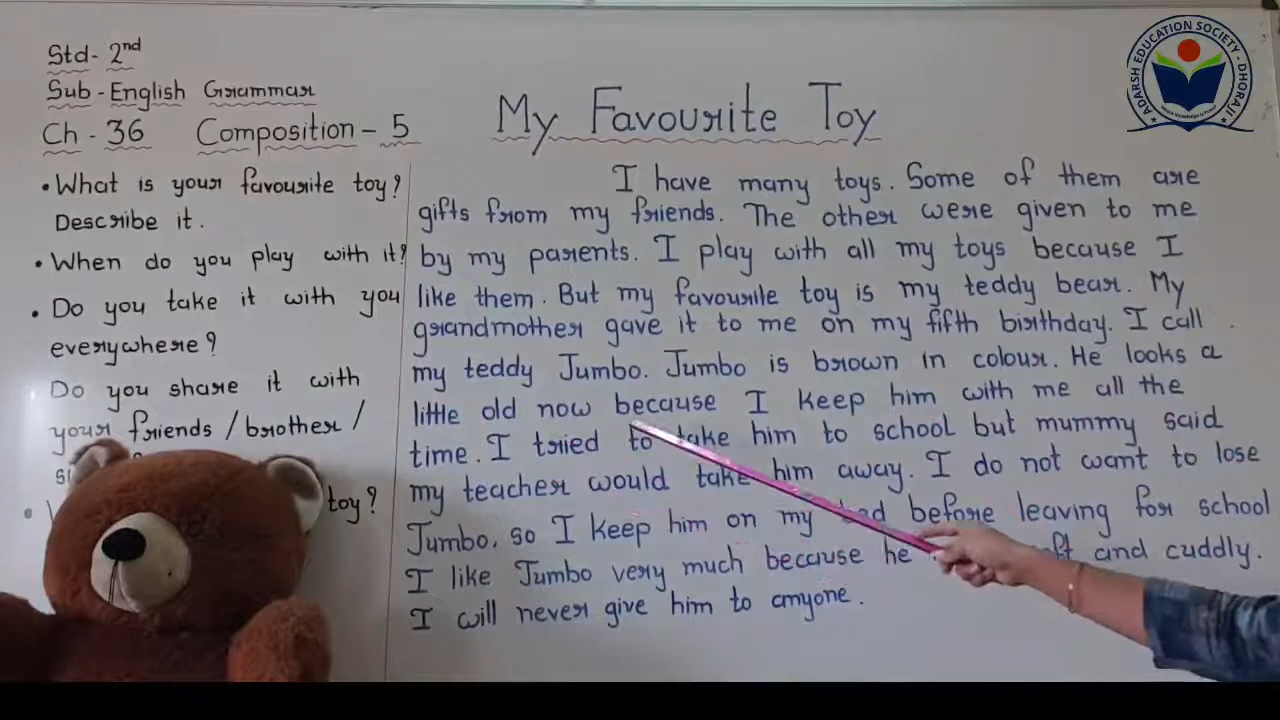 Std- 2nd
Sub - English Grammar
Ch - 36 Composition - 5
• What is your favourite toy?
Describe it.
• When do you play with it?
• Do you take it with you
everywhere?
Do you share it with
your friends / brother /
toy?
My Favourite Toy
I have many toys. Some of them are
gifts from my friends. The other were given to me
by my parents. I play with all my toys because I
like them. But my favourite toy is my teddy bear. My
grandmother gave it to me on my fifth birthday. I call
my teddy Jumbo. Jumbo is brown in colour. He looks a
little old now because I keep him with me all the
time. I tried to take him to school but mummy said
my teacher would take him away. I do not want to lose
Jumbo, so I keep him on my bed before leaving for school
I like Jumbo very much because he and cuddly.
I will never give him to anyone.
ADARSH EDUCATION SOCIETY - DHORAJI